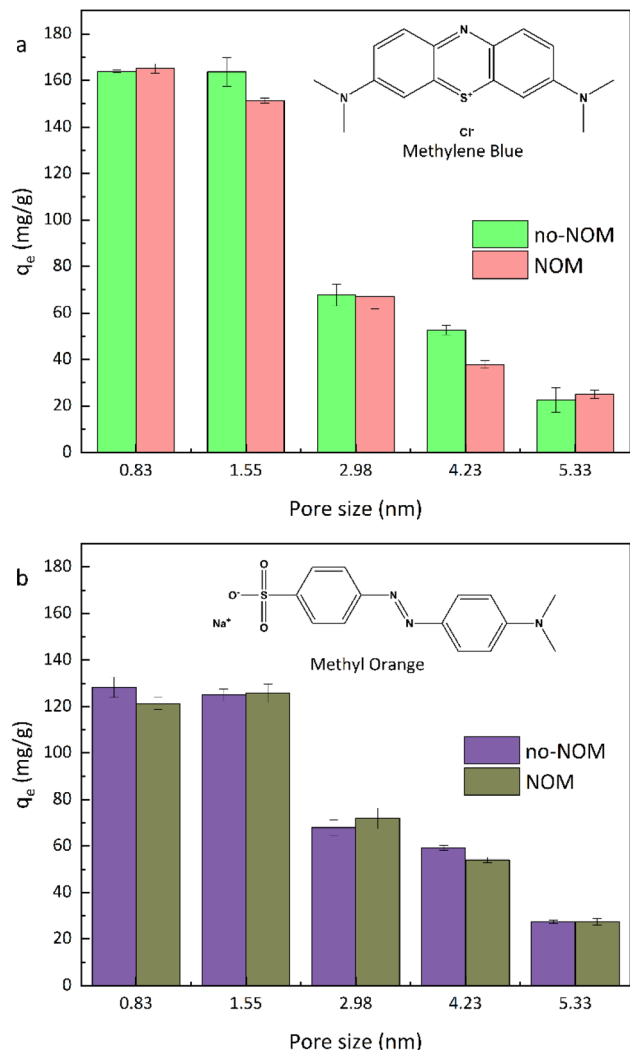 a
180
160
140
120
100
80
60
40
20
0
qe (mg/g)
N
N
S+
N
Cl-
Methylene Blue
no-NOM
NOM
0.83 1.55 2.98 4.23 5.33
Pore size (nm)
b
180
160
140
120
100
80
60
40
20
0
qe (mg/g)
O
O- S
O
Na+
N
N
N
Methyl Orange
no-NOM
NOM
0.83 1.55 2.98 4.23 5.33
Pore size (nm)